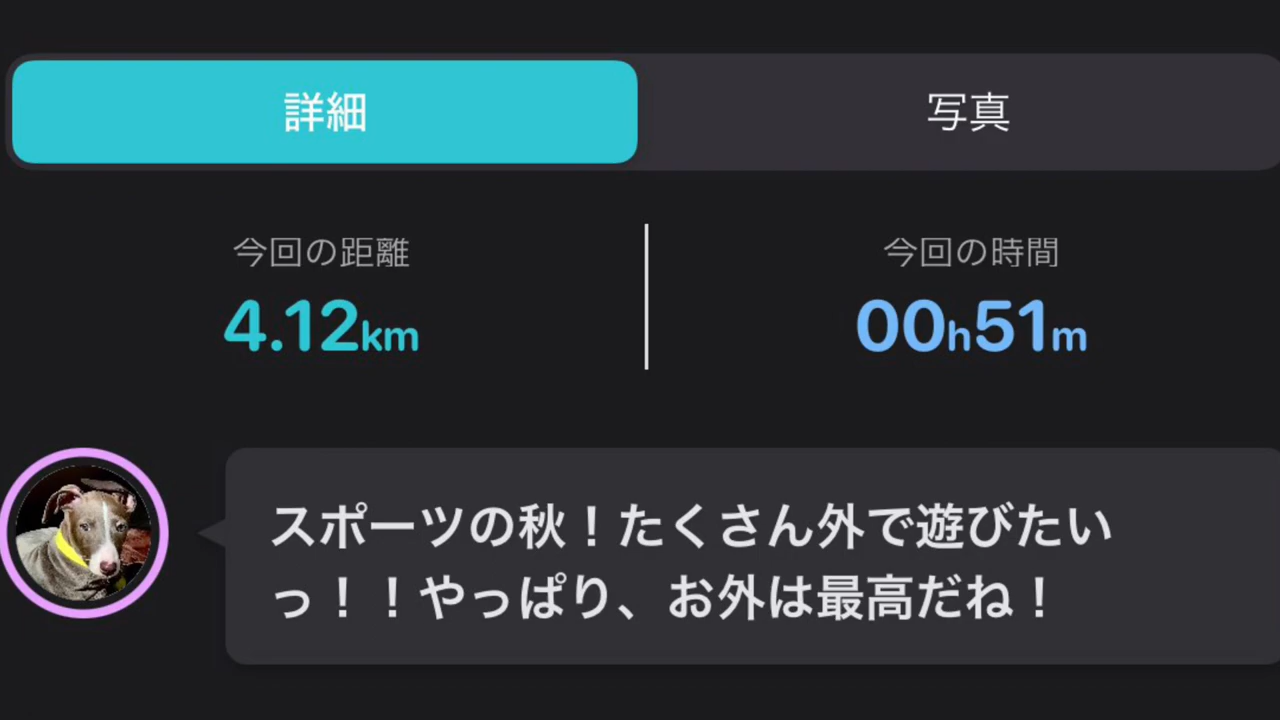 詳細
写真
今回の距離
今回の時間
4.12km
00h51m
スポーツの秋！たくさん外で遊びたい
っ！！やっぱり、お外は最高だね！